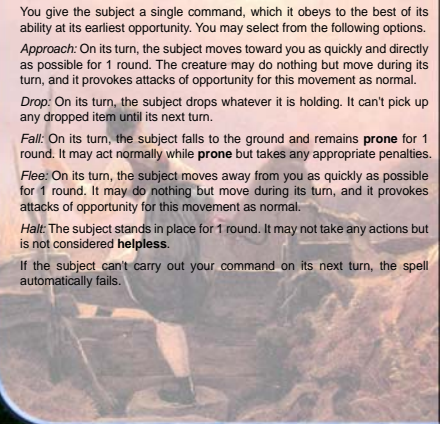 You give the subject a single command, which it obeys to the best of its
ability at its earliest opportunity. You may select from the following options.
Approach: On its turn, the subject moves toward you as quickly and directly
as possible for 1 round. The creature may do nothing but move during its
turn, and it provokes attacks of opportunity for this movement as normal.
Drop: On its turn, the subject drops whatever it is holding. It can't pick up
any dropped item until its next turn.
Fall: On its turn, the subject falls to the ground and remains prone for 1
round. It may act normally while prone but takes any appropriate penalties.
Flee: On its turn, the subject moves away from you as quickly as possible
for 1 round. It may do nothing but move during its turn, and it provokes
attacks of opportunity for this movement as normal.
Halt: The subject stands in place for 1 round. It may not take any actions but
is not considered helpless.
If the subject can't carry out your command on its next turn, the spell
automatically fails.